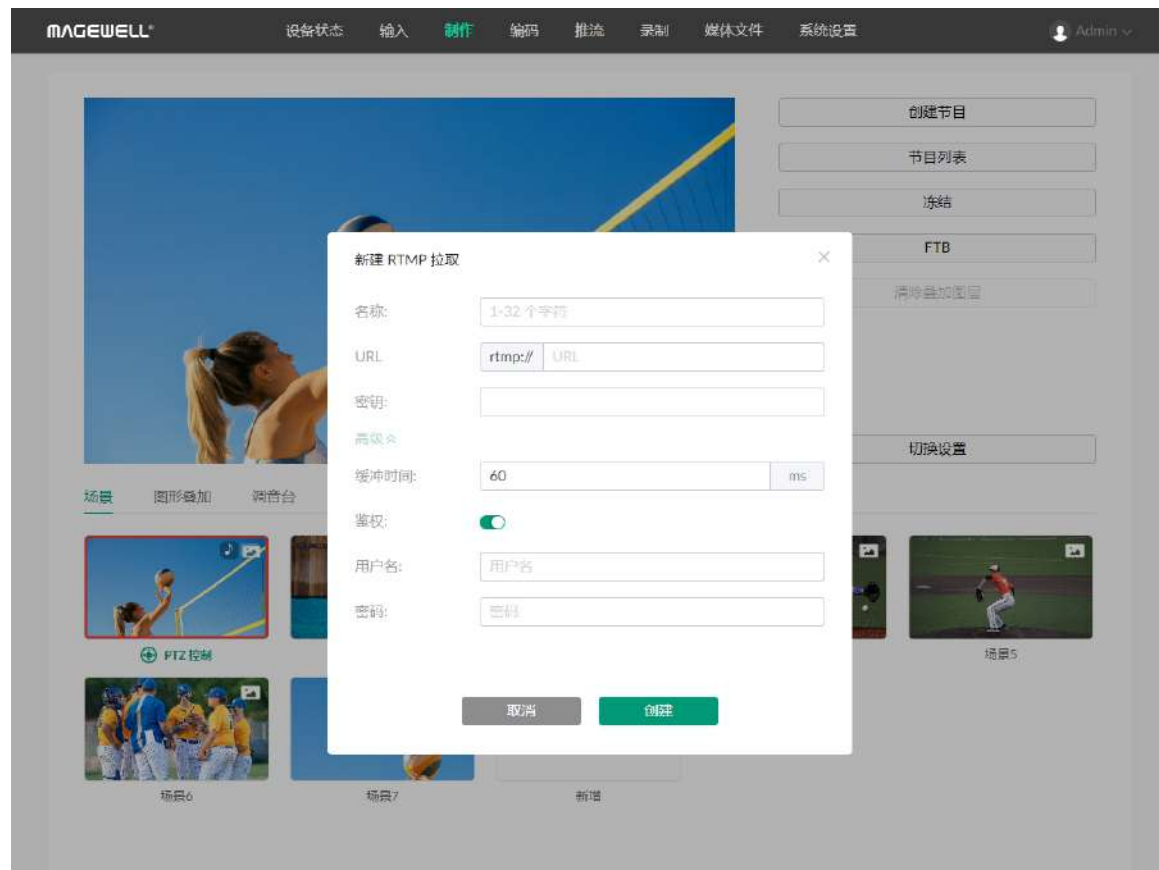 MAGEWELL
设备状态 输入 制作 编码 推流 录制 媒体文件 系统设置 Admin
创建节目
节目列表
冻结
FTB
清除叠加图层
切换设置
新建 RTMP 拉取
名称: 1-32 个字符
URL rtmp:// URL
密钥:
高级
缓冲时间: 60 ms
鉴权:
用户名: 用户名
密码: 密码
取消 创建
场景 图形叠加 调音台
PTZ 控制
场景5
场景6 场景7 新增